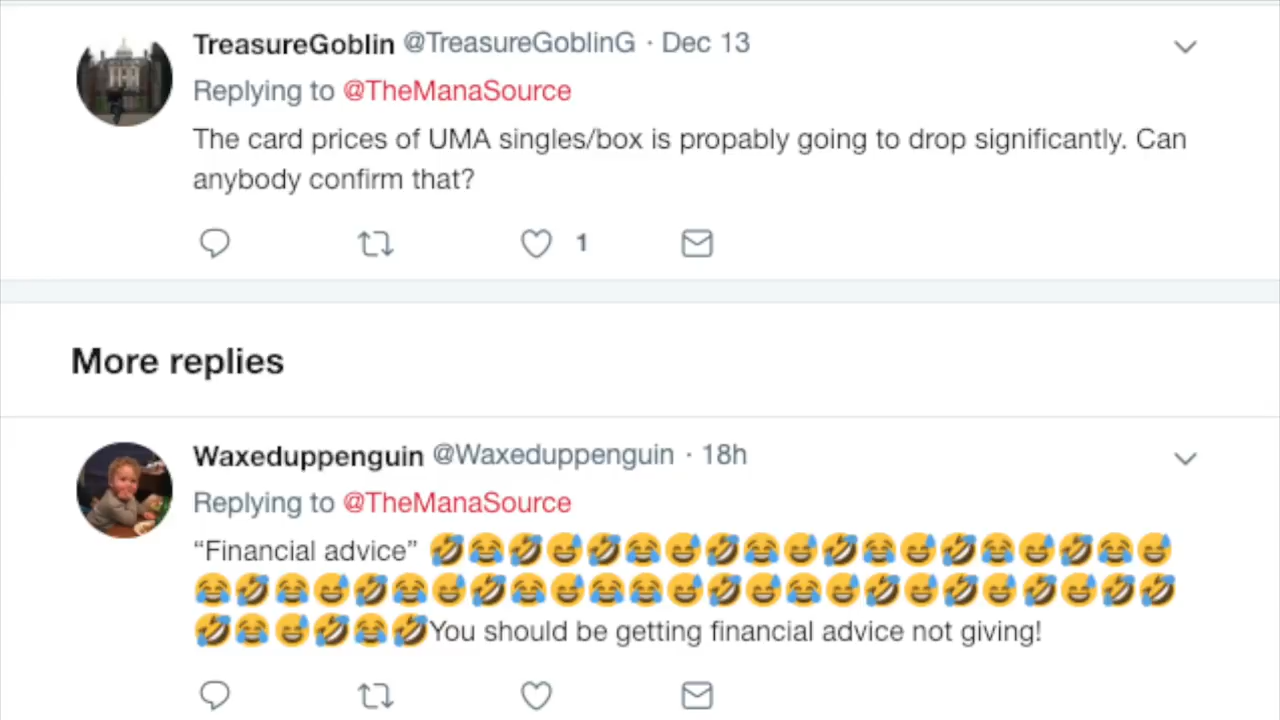 TreasureGoblin @TreasureGoblinG · Dec 13
Replying to @TheManaSource
The card prices of UMA singles/box is propably going to drop significantly. Can
anybody confirm that?
1
More replies
Waxeduppenguin @Waxeduppenguin · 18h
Replying to @TheManaSource
“Financial advice” 🤣😂🤣😅🤣😂😅🤣😂😅🤣😂😅🤣😂😅🤣😂😅
😂🤣😂😅🤣😂😅🤣😂😅😂😂😅🤣😅😂😅🤣😅🤣😅🤣😅🤣🤣
🤣😂😅🤣😂🤣You should be getting financial advice not giving!